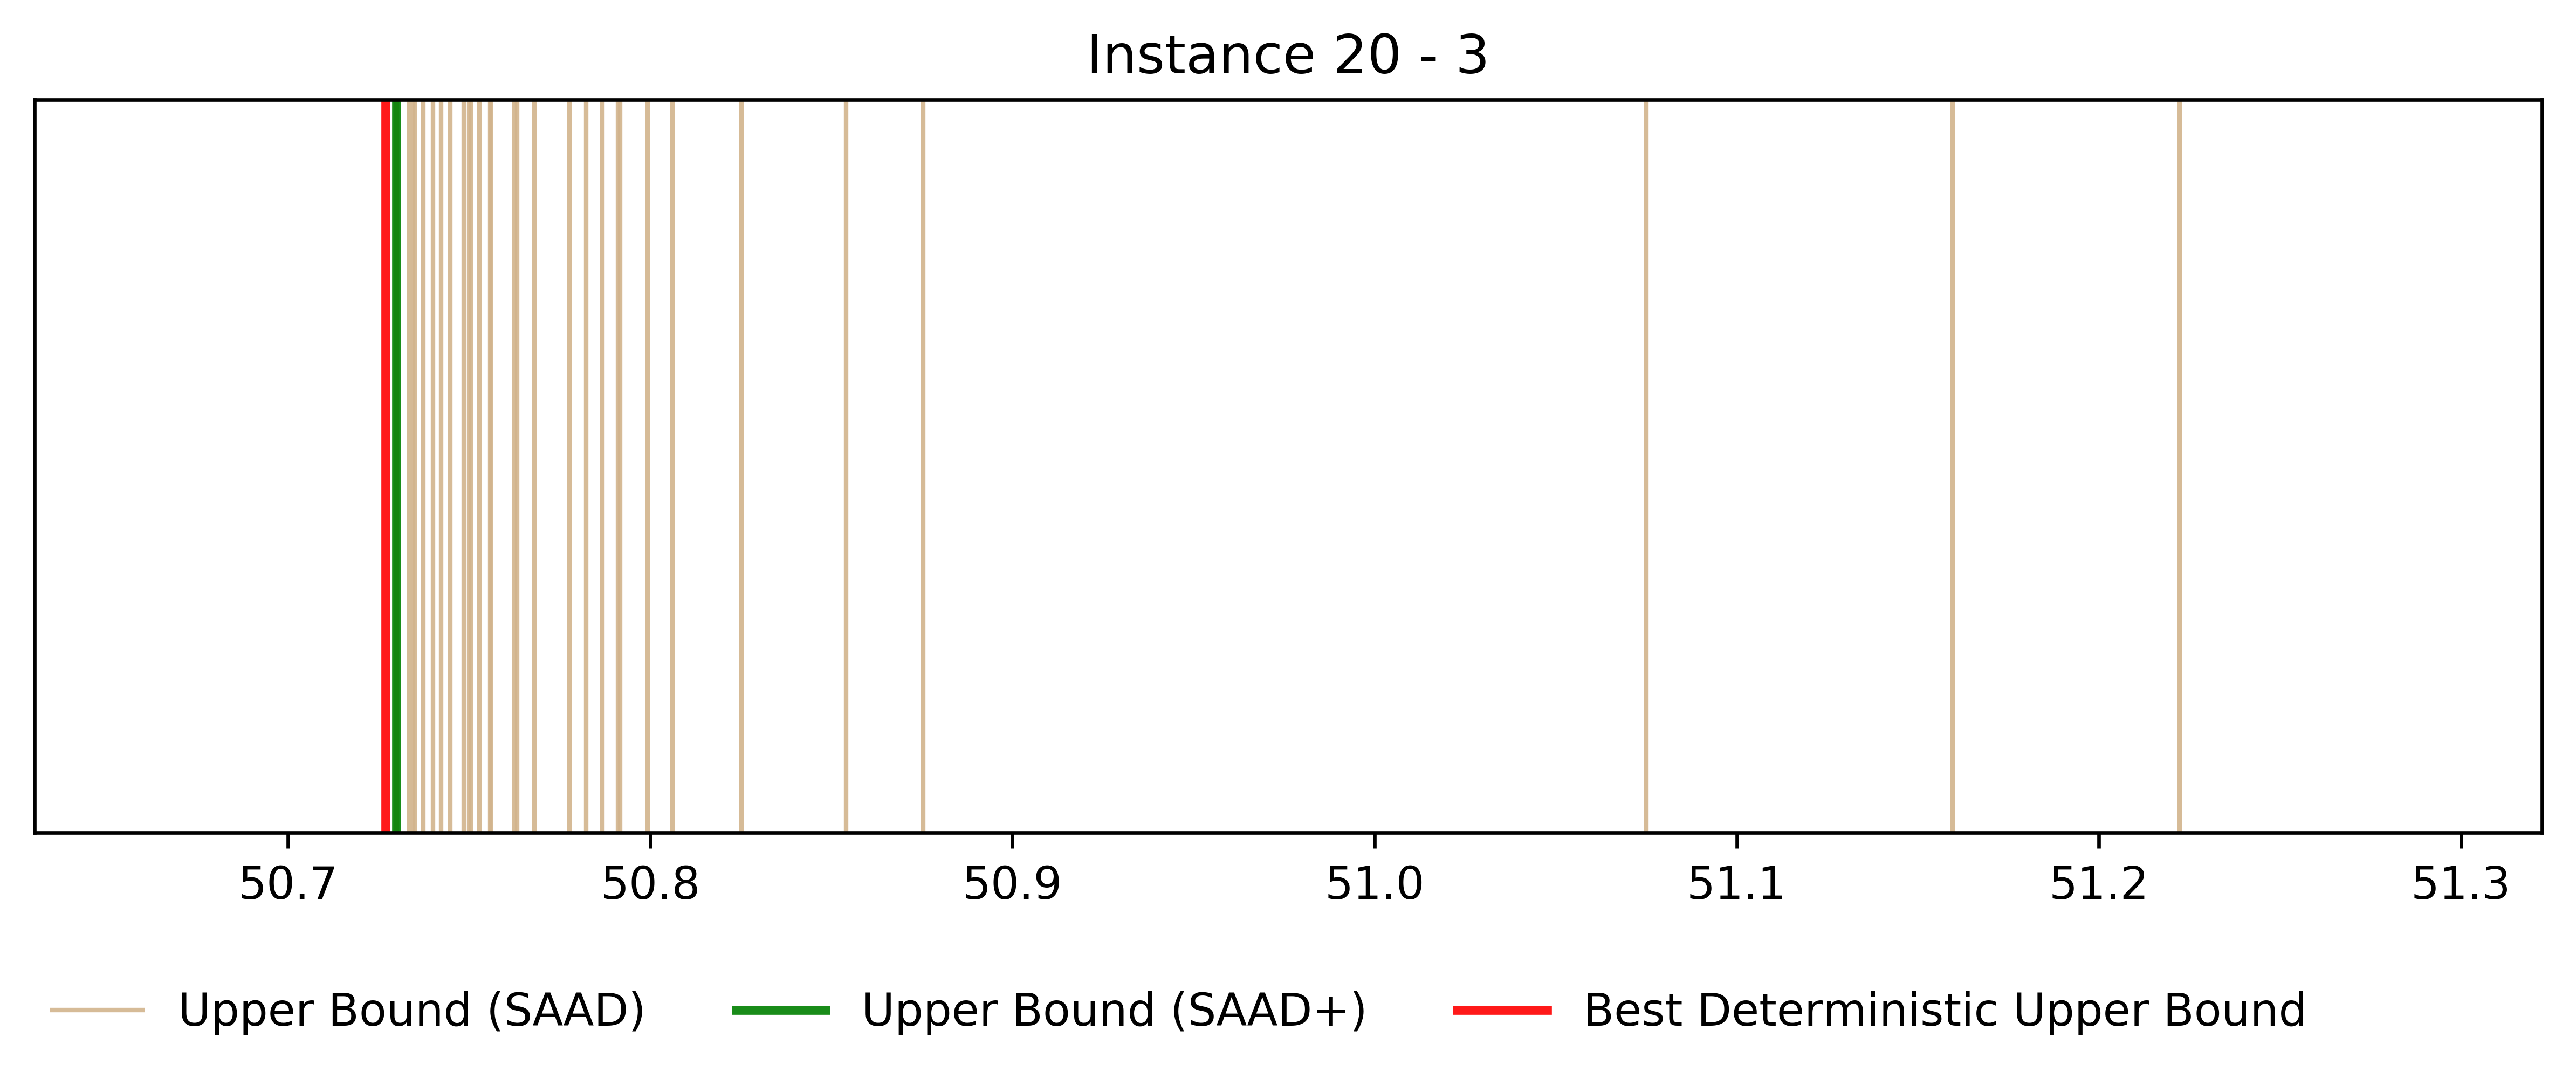 Instance 20 - 3
50.7 50.8 50.9 51.0 51.1 51.2 51.3
Upper Bound (SAAD) Upper Bound (SAAD+) Best Deterministic Upper Bound